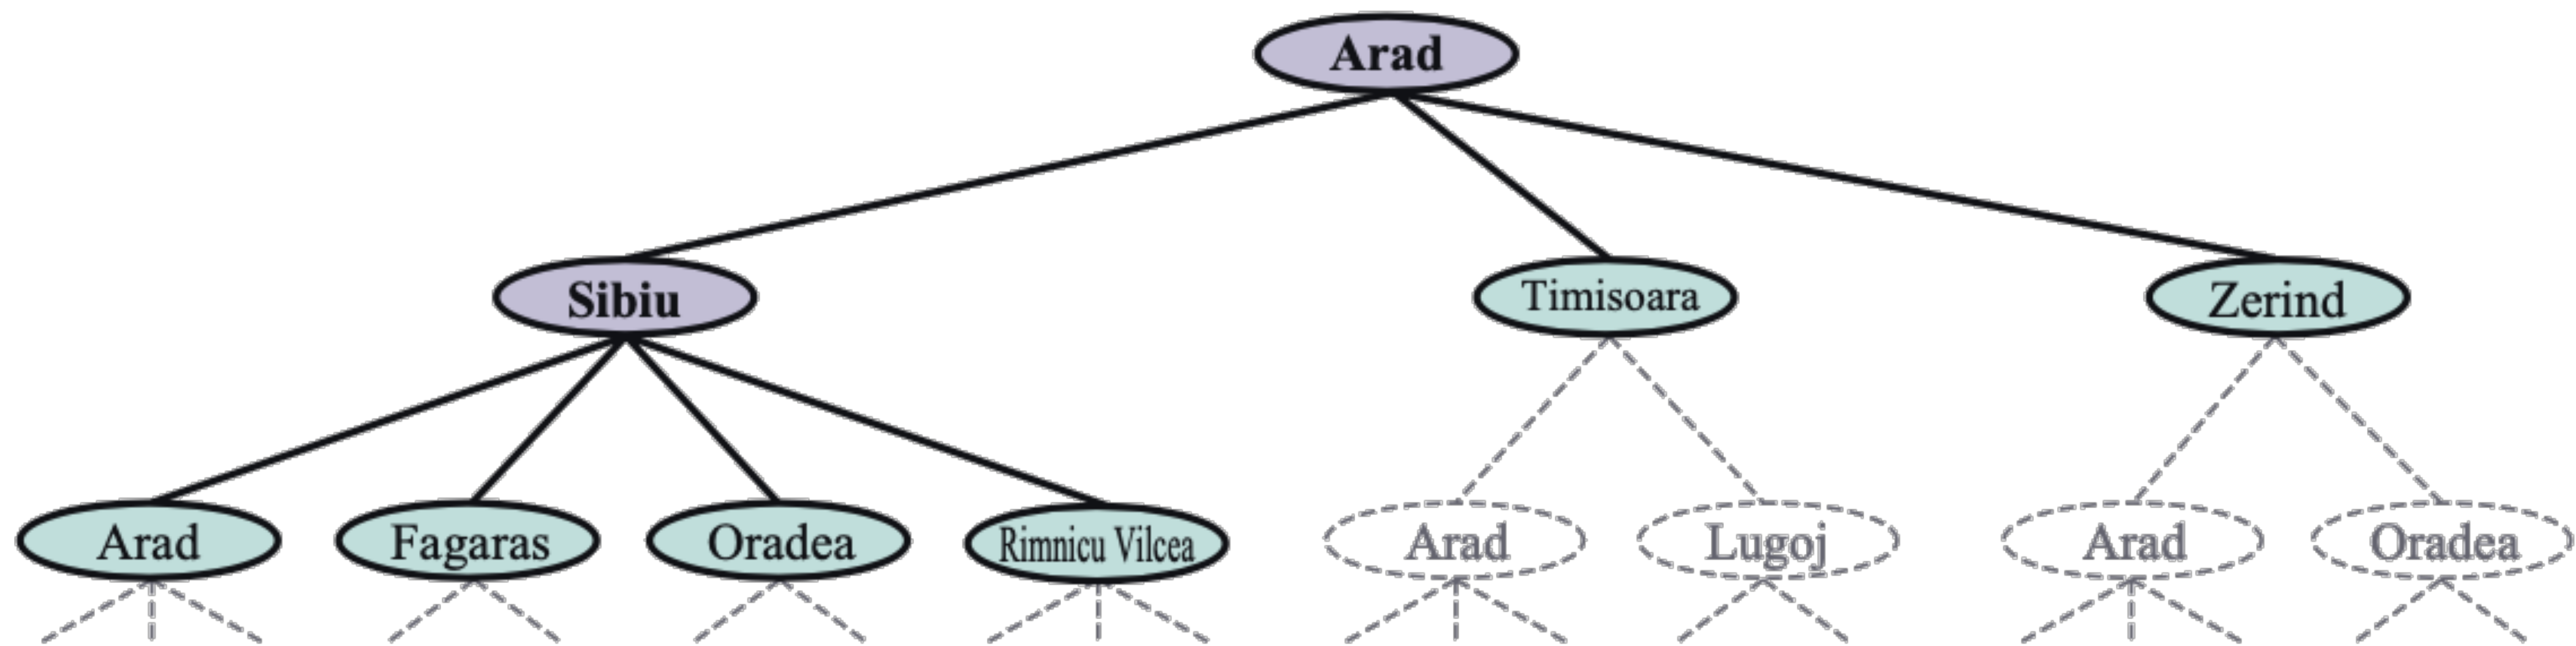 Arad
Sibiu
Timisoara
Zerind
Arad
Fagaras
Oradea
Rimnicu Vilcea
Arad
Lugoj
Arad
Oradea